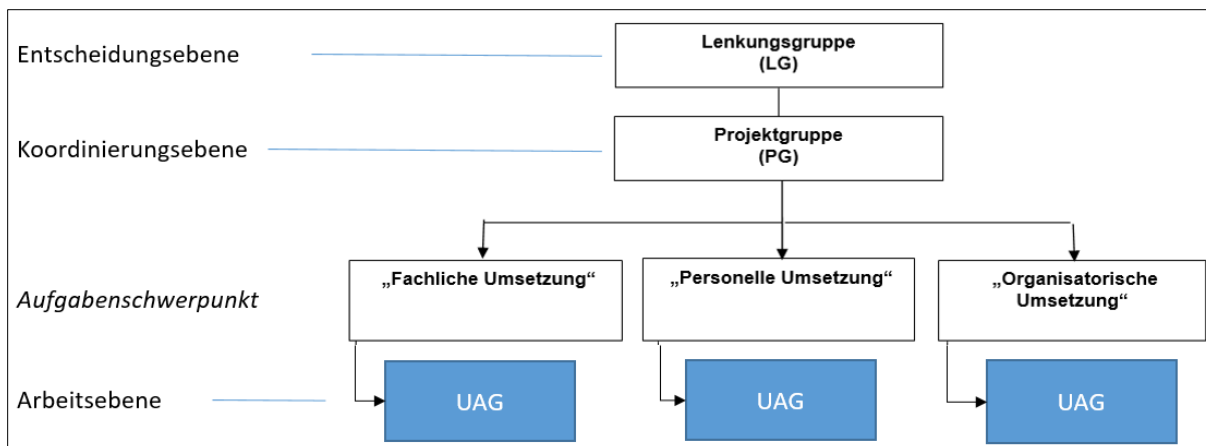 Entscheidungsebene
Lenkungsgruppe
(LG)
Koordinierungsebene
Projektgruppe
(PG)
Aufgabenschwerpunkt
„Fachliche Umsetzung“
„Personelle Umsetzung“
„Organisatorische
Umsetzung“
Arbeitsebene
UAG
UAG
UAG